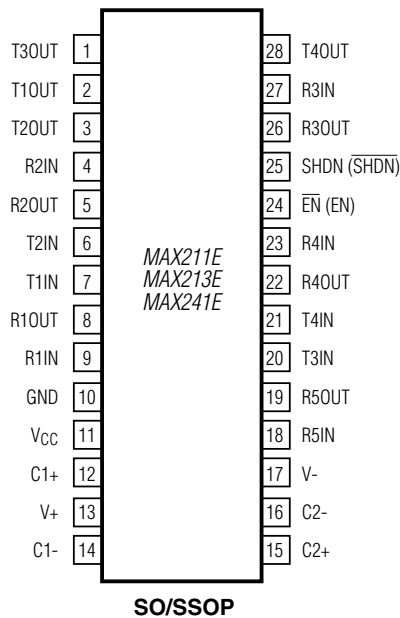 T3OUT 1 28 T4OUT
T1OUT 2 27 R3IN
T2OUT 3 26 R3OUT
R2IN 4 25 SHDN (S̅H̅D̅N̅)
R2OUT 5 24 E̅N̅ (EN)
T2IN 6 23 R4IN
T1IN 7 22 R4OUT
R1OUT 8 21 T4IN
R1IN 9 20 T3IN
GND 10 19 R5OUT
VCC 11 18 R5IN
C1+ 12 17 V-
V+ 13 16 C2-
C1- 14 15 C2+
MAX211E
MAX213E
MAX241E
SO/SSOP